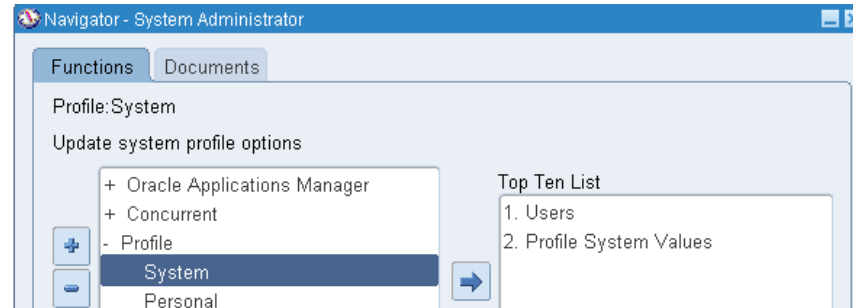 Navigator - System Administrator
Functions Documents
Profile:System
Update system profile options
+ Oracle Applications Manager
+ Concurrent
- Profile
System
Personal
Top Ten List
1. Users
2. Profile System Values